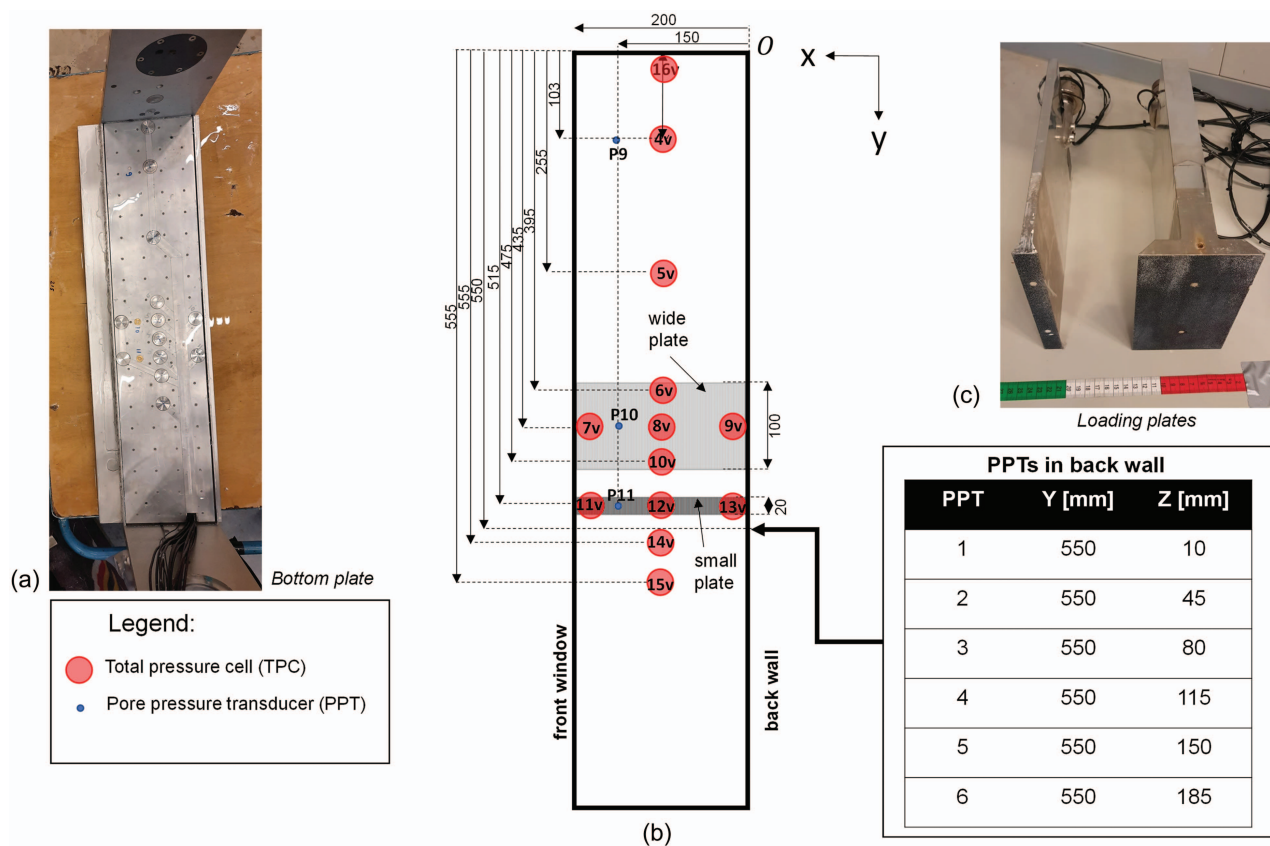 (a)
Bottom plate
Legend:
Total pressure cell (TPC)
Pore pressure transducer (PPT)
200
150
O
x
y
103
255
395
435
475
515
550
555
555
16v
4v
P9
5v
wide
plate
6v
7v
P10
8v
9v
10v
100
11v
P11
12v
13v
20
14v
small
plate
15v
front window
back wall
(b)
(c)
Loading plates
PPTs in back wall
PPT Y [mm] Z [mm]
1 550 10
2 550 45
3 550 80
4 550 115
5 550 150
6 550 185